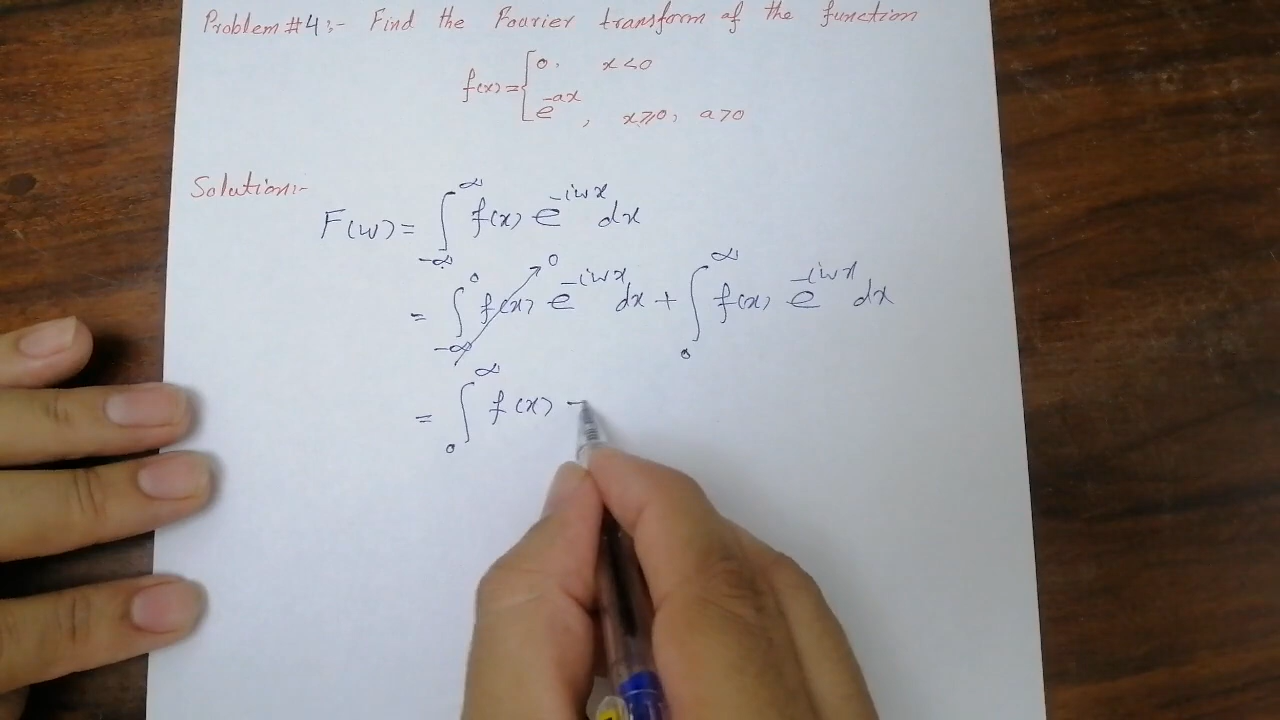 Problem #4:- Find the Fourier transform of the function
f(x) = { 0, x<0
e^{-ax}, x≥0, a>0
Solution:-
F(w) = ∫_{-∞}^{∞} f(x) e^{-iwx} dx
= ∫_{-∞}^{0} f(x) e^{-iwx} dx → 0 + ∫_{0}^{∞} f(x) e^{-iwx} dx
= ∫_{0}^{∞} f(x)